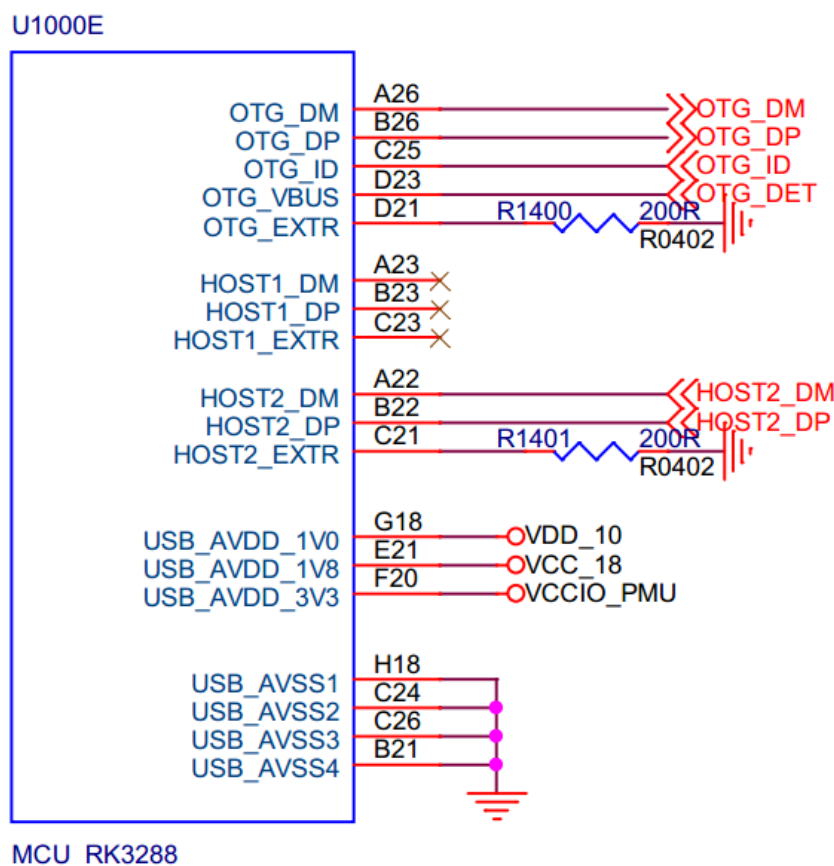 U1000E
OTG_DM A26 OTG_DM
OTG_DP B26 OTG_DP
OTG_ID C25 OTG_ID
OTG_VBUS D23 OTG_DET
OTG_EXTR D21 R1400 200R
R0402
HOST1_DM A23
HOST1_DP B23
HOST1_EXTR C23
HOST2_DM A22 HOST2_DM
HOST2_DP B22 HOST2_DP
HOST2_EXTR C21 R1401 200R
R0402
USB_AVDD_1V0 G18 VDD_10
USB_AVDD_1V8 E21 VCC_18
USB_AVDD_3V3 F20 VCCIO_PMU
USB_AVSS1 H18
USB_AVSS2 C24
USB_AVSS3 C26
USB_AVSS4 B21
MCU RK3288